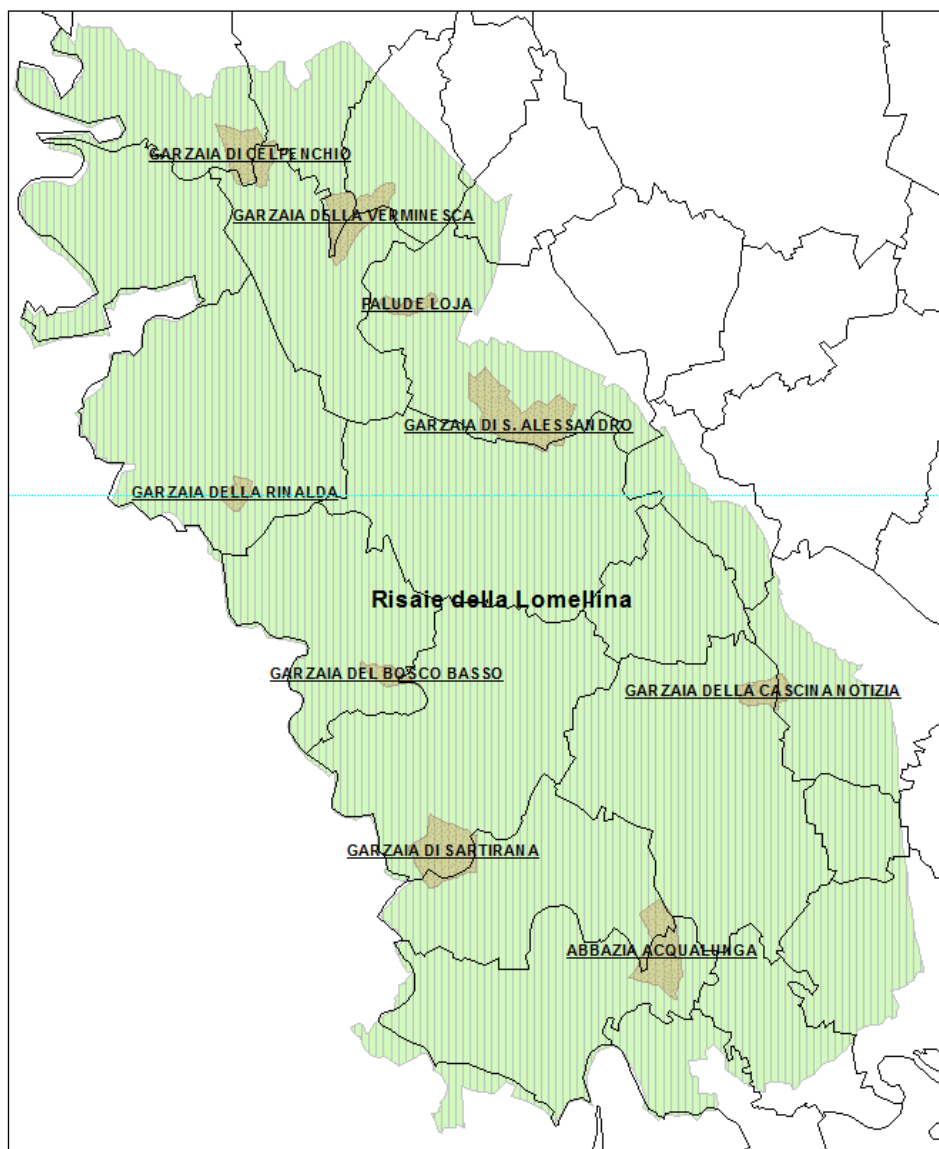 GARZAIA DI CELPENCHIO
GARZAIA DELLA VERMINESCA
PALUDE LOJA
GARZAIA DI S. ALESSANDRO
GARZAIA DELLA RINALDA
Risaie della Lomellina
GARZAIA DEL BOSCO BASSO
GARZAIA DELLA CASCINA NOTIZIA
GARZAIA DI SARTIRANA
ABBAZIA ACQUALUNGA